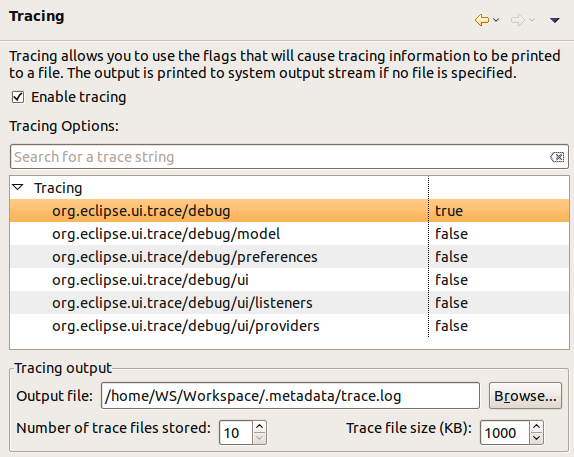 Tracing
Tracing allows you to use the flags that will cause tracing information to be printed
to a file. The output is printed to system output stream if no file is specified.
Enable tracing
Tracing Options:
Search for a trace string
Tracing
org.eclipse.ui.trace/debug true
org.eclipse.ui.trace/debug/model false
org.eclipse.ui.trace/debug/preferences false
org.eclipse.ui.trace/debug/ui false
org.eclipse.ui.trace/debug/ui/listeners false
org.eclipse.ui.trace/debug/ui/providers false
Tracing output
Output file: /home/WS/Workspace/.metadata/trace.log Browse...
Number of trace files stored: 10 Trace file size (KB): 1000